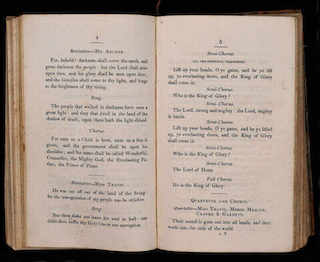 4
Recitative—MR.
For, behold! darkness shall cover the earth, and
gross darkness the people: but the Lord shall arise
upon thee, and his glory shall be seen upon thee,
and the Gentiles shall come to thy light, and kings
to the brightness of thy rising.
Song.
The people that walked in darkness have seen a
great light: and they that dwell in the land of the
shadow of death, upon them hath the light shined.
Chorus.
For unto us a Child is born, unto us a Son is
given, and the government shall be upon his
shoulder; and his name shall be called Wonderful,
Counsellor, the Mighty God, the Everlasting Fa-
ther, the Prince of Peace.
Recitative—MISS TRAVIS.
He was cut off out of the land of the living:
for the transgression of thy people was he stricken.
Song.
But thou didst not leave his soul in hell: nor
didst thou suffer thy Holy One to see corruption.
5
Semi-Chorus
Lift up your heads, O ye gates, and be ye lift
up, ye everlasting doors, and the King of Glory
shall come in.
Semi-Chorus.
Who is the King of Glory?
Semi-Chorus.
The Lord strong and mighty: the Lord, mighty
in battle.
Semi-Chorus.
Lift up your heads, O ye gates, and be ye lifted
up, ye everlasting doors, and the King of Glory
shall come in.
Semi-Chorus.
Who is the King of Glory?
Semi-Chorus.
The Lord of Hosts:
Full Chorus.
He is the King of Glory.
QUARTETTO AND CHORUS.
Quartetto—MISS TRAVIS, MESSRS.
Their sound is gone out into all lands, and their
words unto the ends of the world.